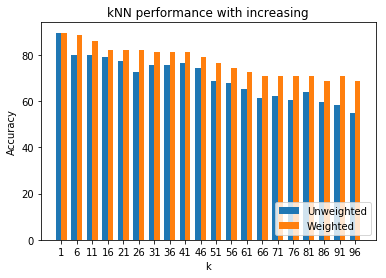 kNN performance with increasing
Accuracy
80
60
40
20
0
1 6 11 16 21 26 31 36 41 46 51 56 61 66 71 76 81 86 91 96
k
Unweighted
Weighted